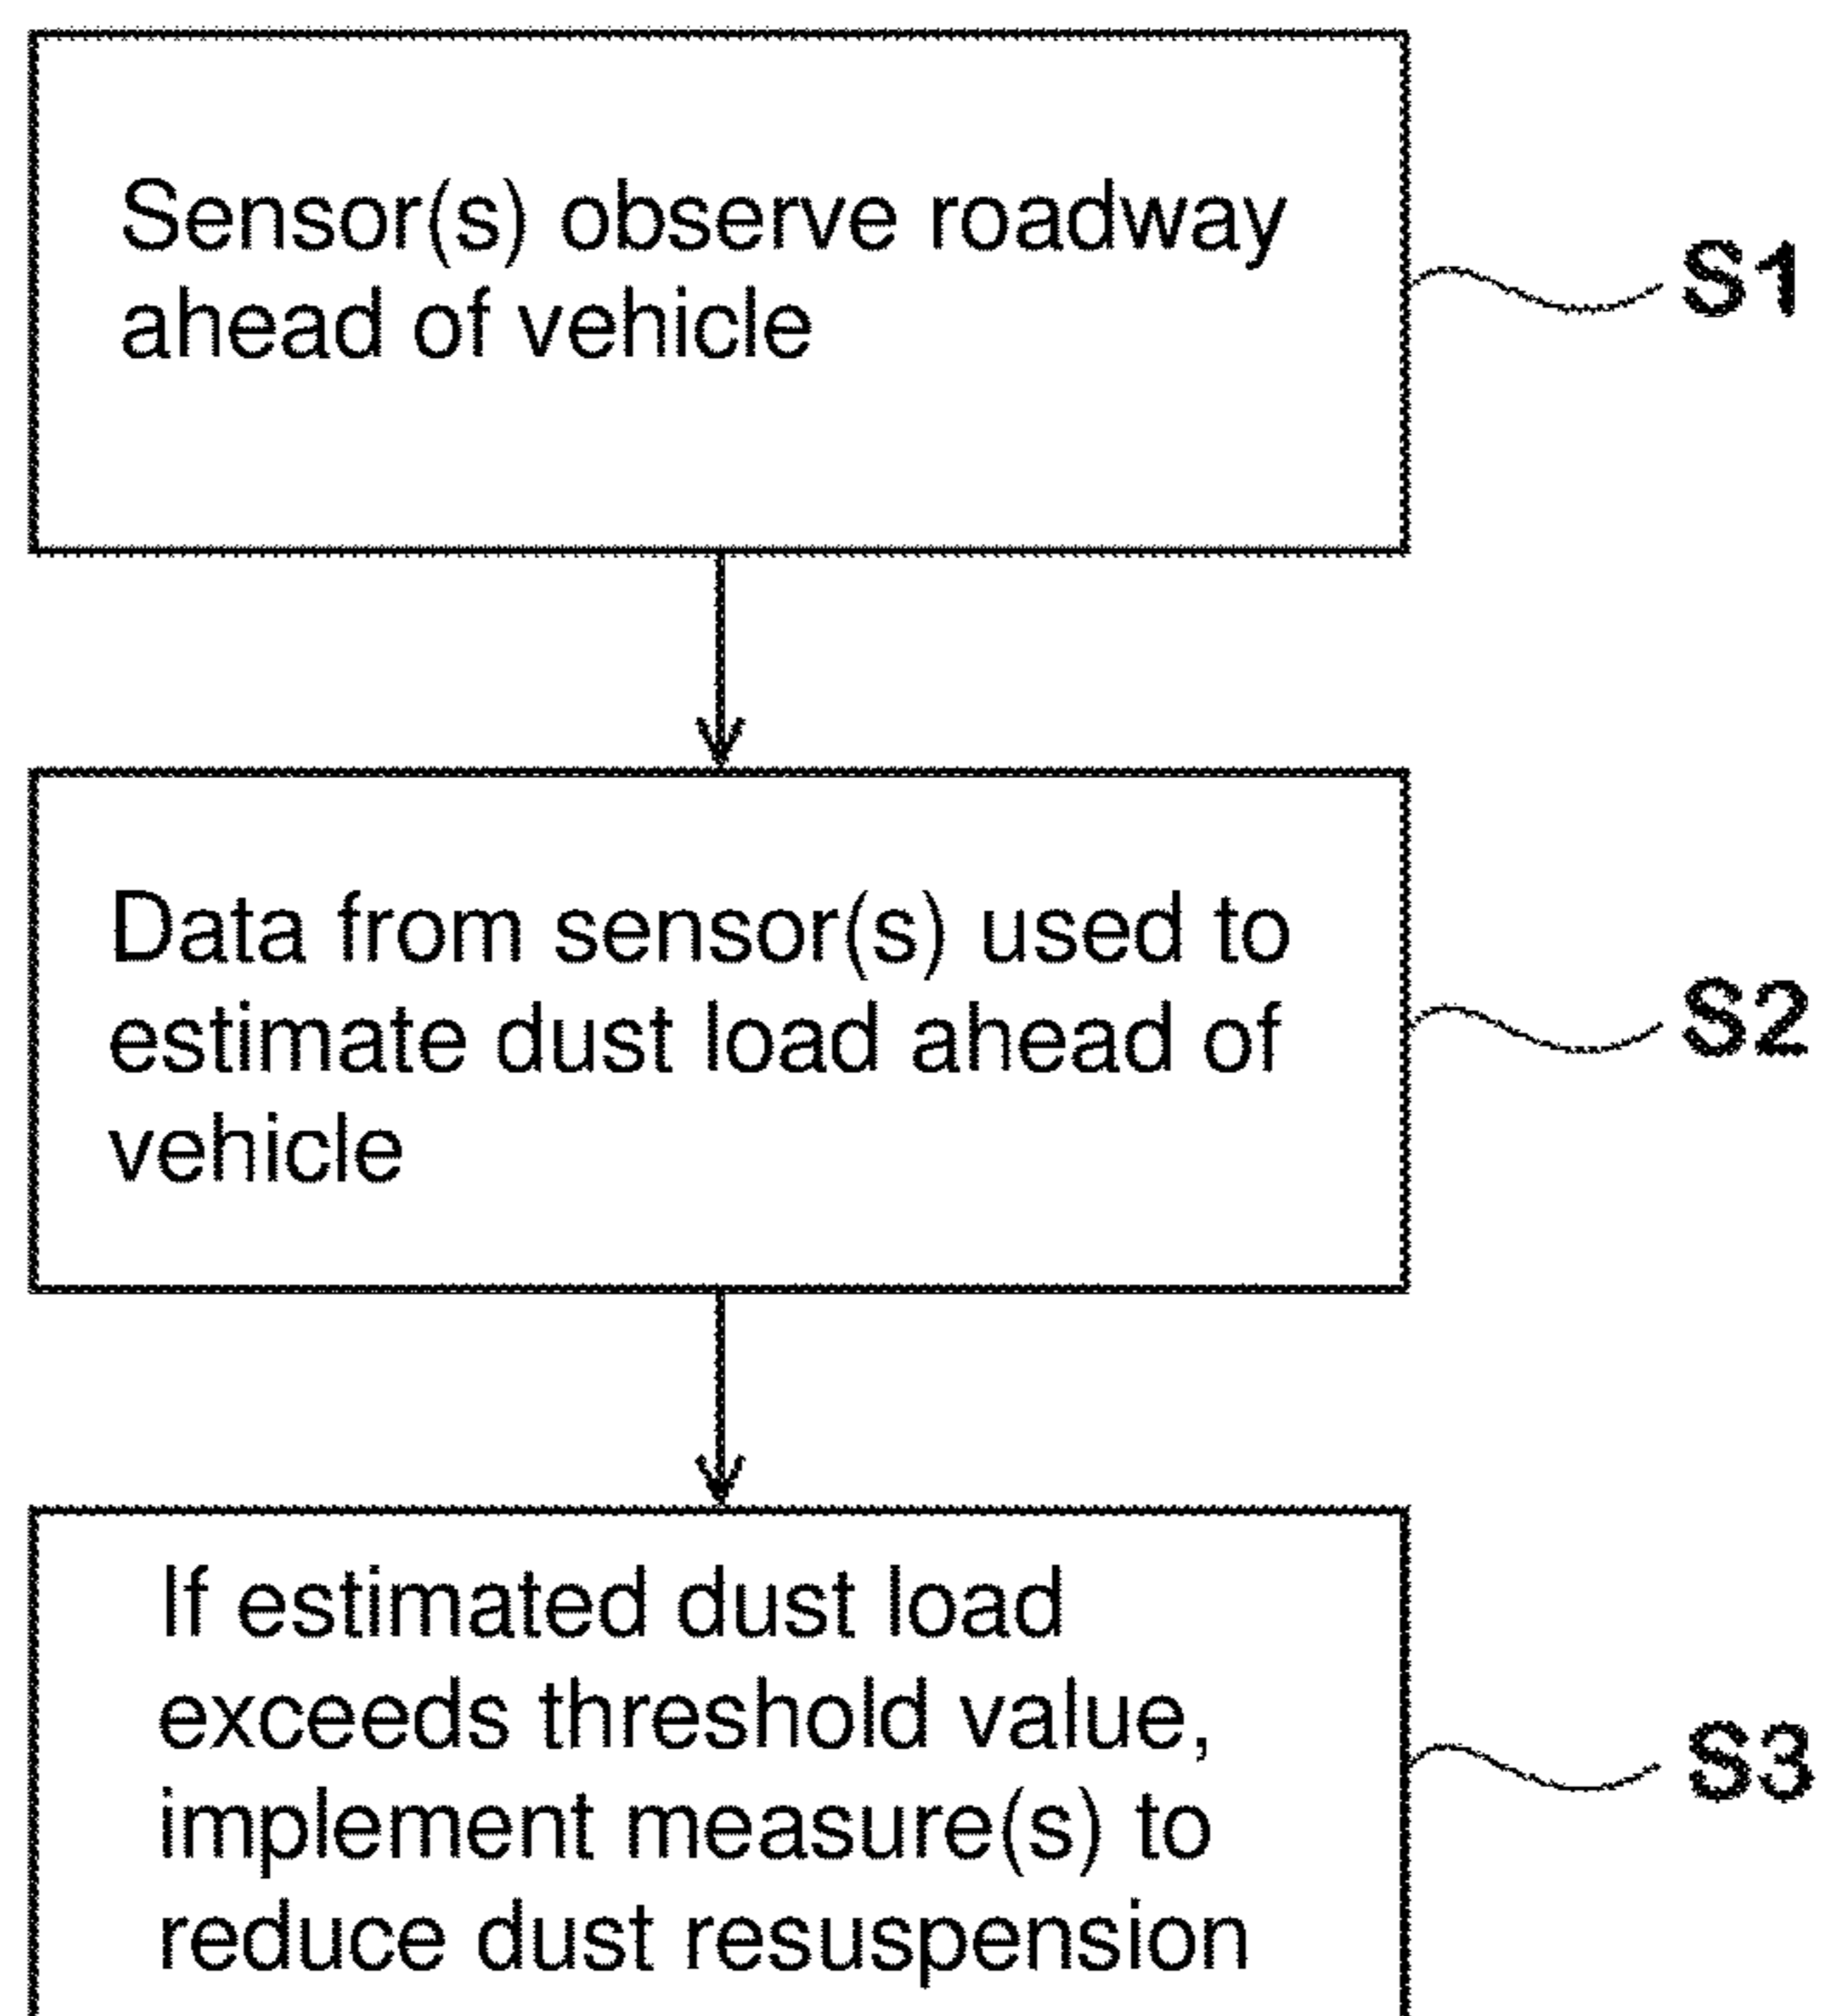 Sensor(s) observe roadway
ahead of vehicle
S1
Data from sensor(s) used to
estimate dust load ahead of
vehicle
S2
If estimated dust load
exceeds threshold value,
implement measure(s) to
reduce dust resuspension
S3